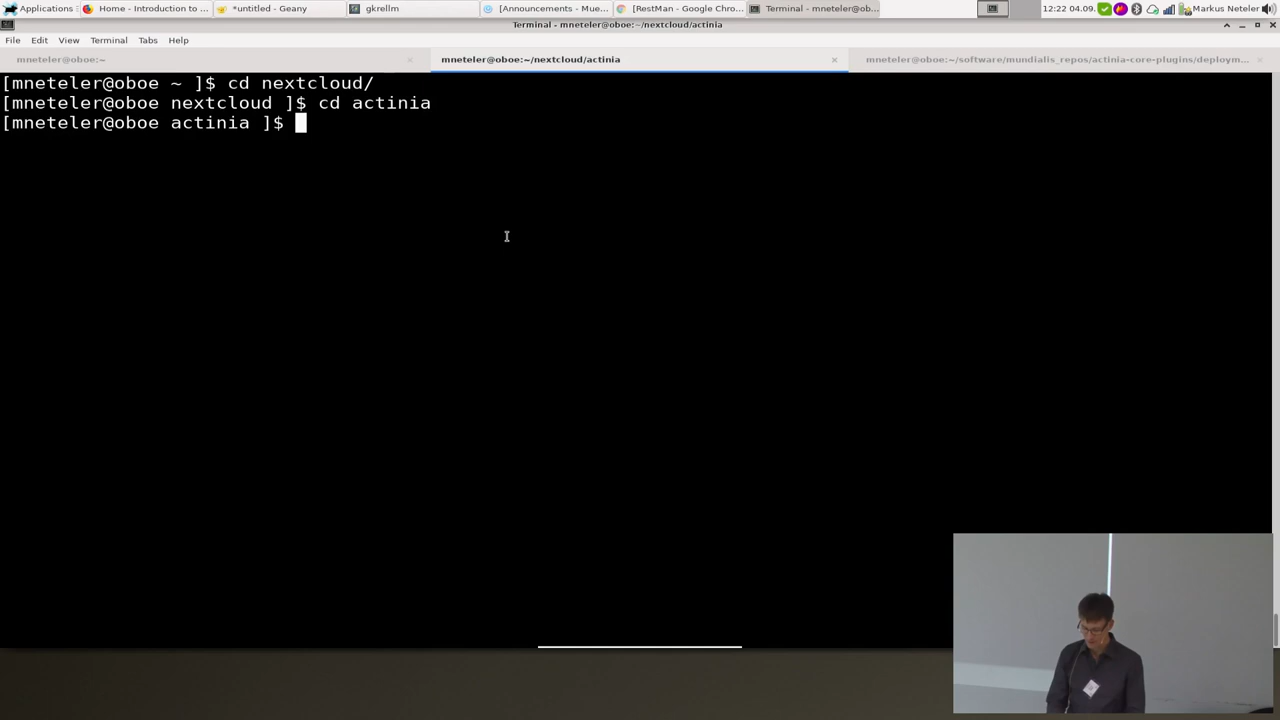 Applications
Home - Introduction to ...
*untitled - Geany
gkrellm
[Announcements - Mue...
[RestMan - Google Chro...
Terminal - mneteler@ob...
12:22 04.09.
Markus Neteler
Terminal - mneteler@oboe:~/nextcloud/actinia
File Edit View Terminal Tabs Help
mneteler@oboe:~
mneteler@oboe:~/nextcloud/actinia
mneteler@oboe:~/software/mundialis_repos/actinia-core-plugins/deploym...
[mneteler@oboe ~ ]$ cd nextcloud/
[mneteler@oboe nextcloud ]$ cd actinia
[mneteler@oboe actinia ]$